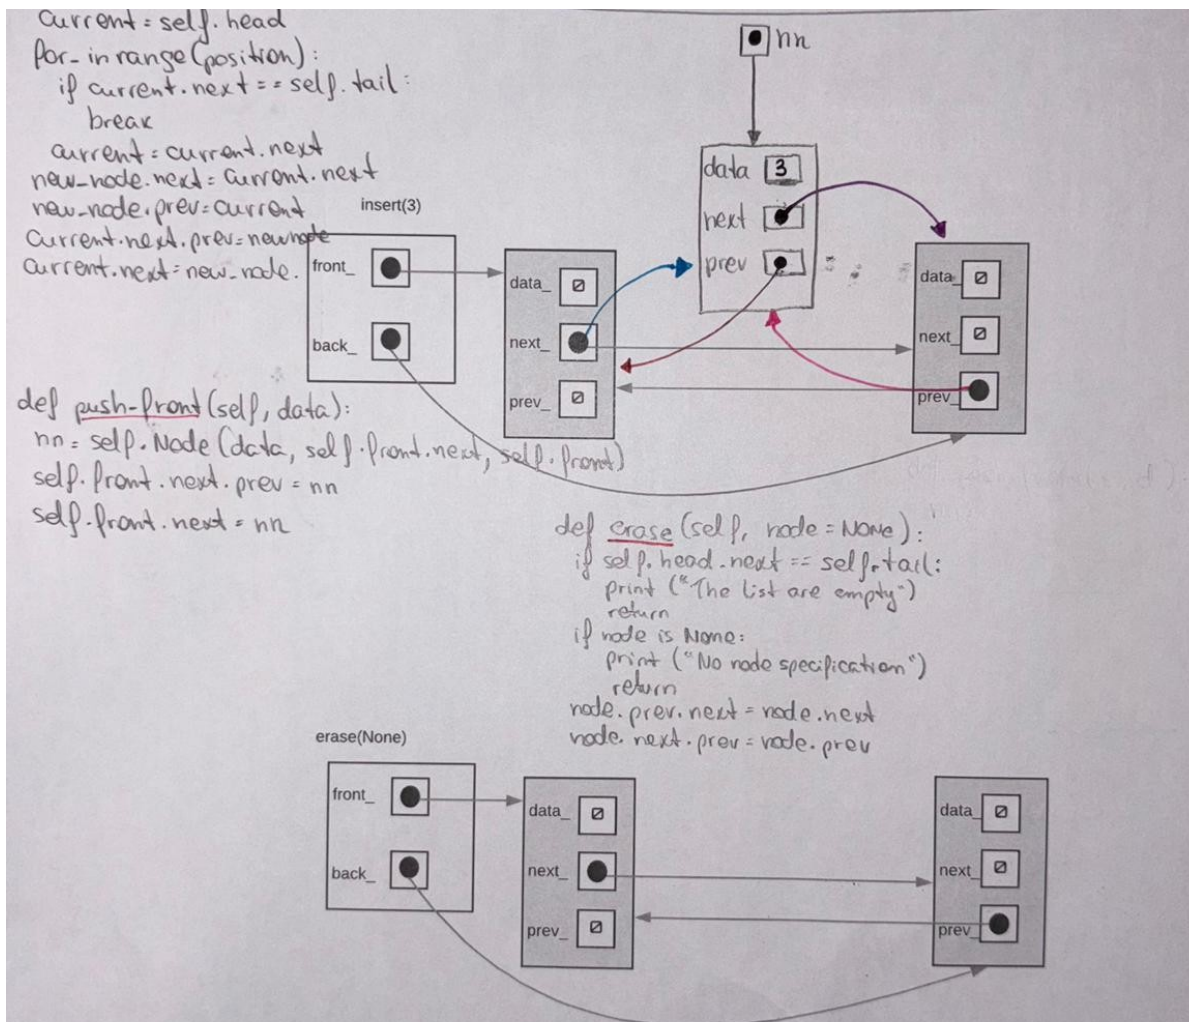 current = self.head
for _ in range(position):
if current.next == self.tail:
break
current = current.next
new_node.next = current.next
new_node.prev = current
current.next.prev = newnode
current.next = new_node.
nn
data 3
next
prev
insert(3)
front_
back_
data_
next_
prev_
data_
next_
prev_
def push-front(self, data):
nn = self.Node(data, self.front.next, self.front)
self.front.next.prev = nn
self.front.next = nn
def erase(self, node = None):
if self.head.next == self.tail:
print ("The list are empty")
return
if node is None:
print ("No node specification")
return
node.prev.next = node.next
node.next.prev = node.prev
erase(None)
front_
back_
data_
next_
prev_
data_
next_
prev_